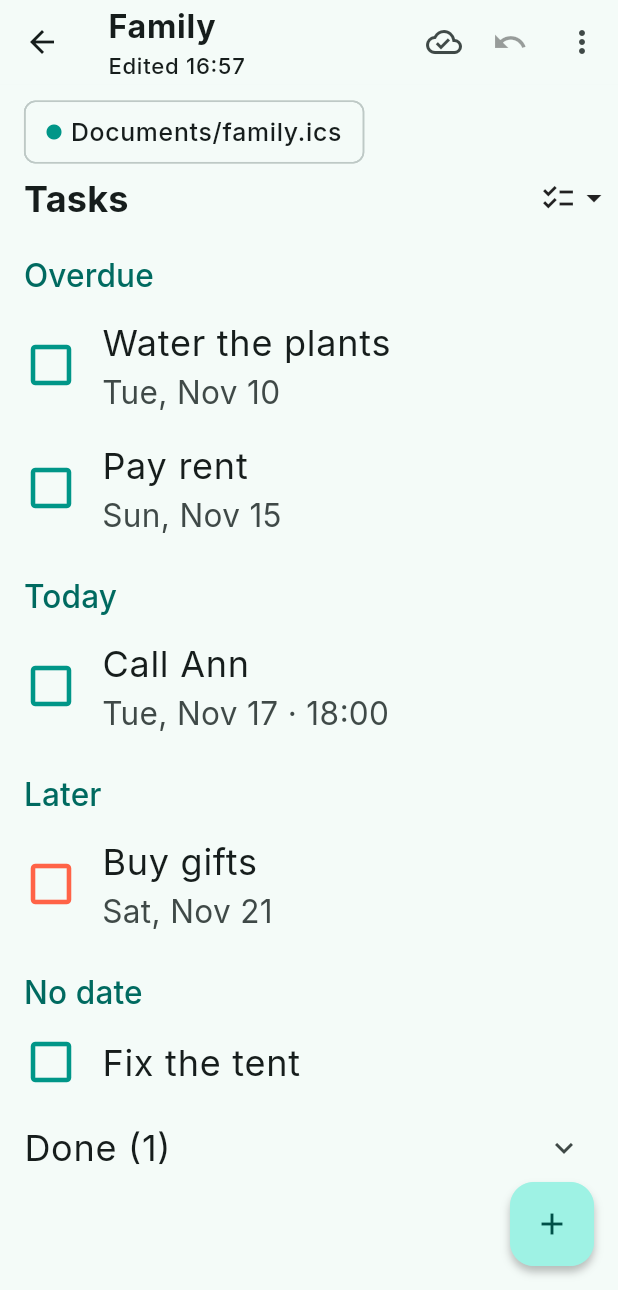 Family
Edited 16:57
Documents/family.ics
Tasks
Overdue
Water the plants
Tue, Nov 10
Pay rent
Sun, Nov 15
Today
Call Ann
Tue, Nov 17 · 18:00
Later
Buy gifts
Sat, Nov 21
No date
Fix the tent
Done (1)